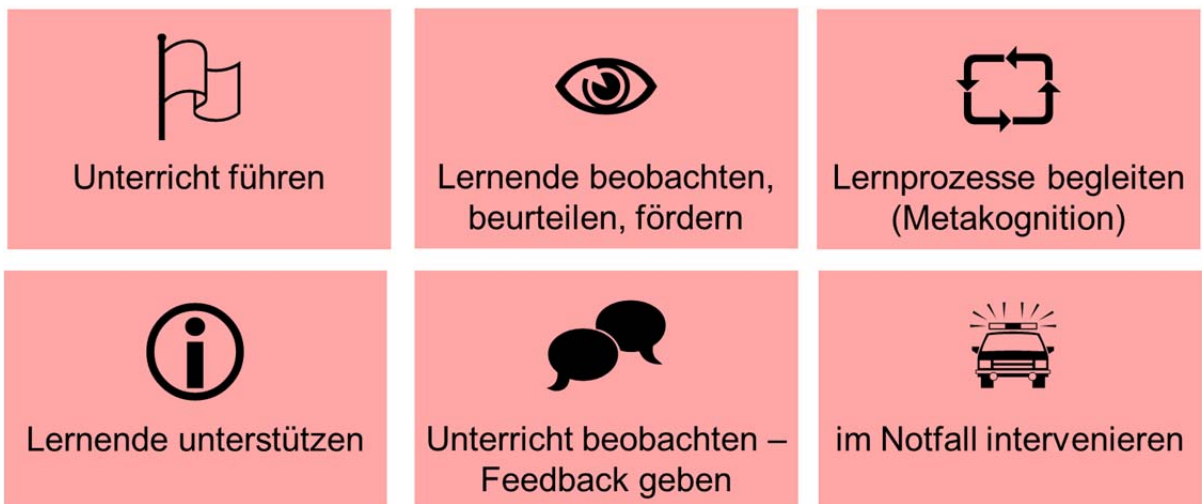 Unterricht führen
Lernende beobachten,
beurteilen, fördern
Lernprozesse begleiten
(Metakognition)
Lernende unterstützen
Unterricht beobachten –
Feedback geben
im Notfall intervenieren